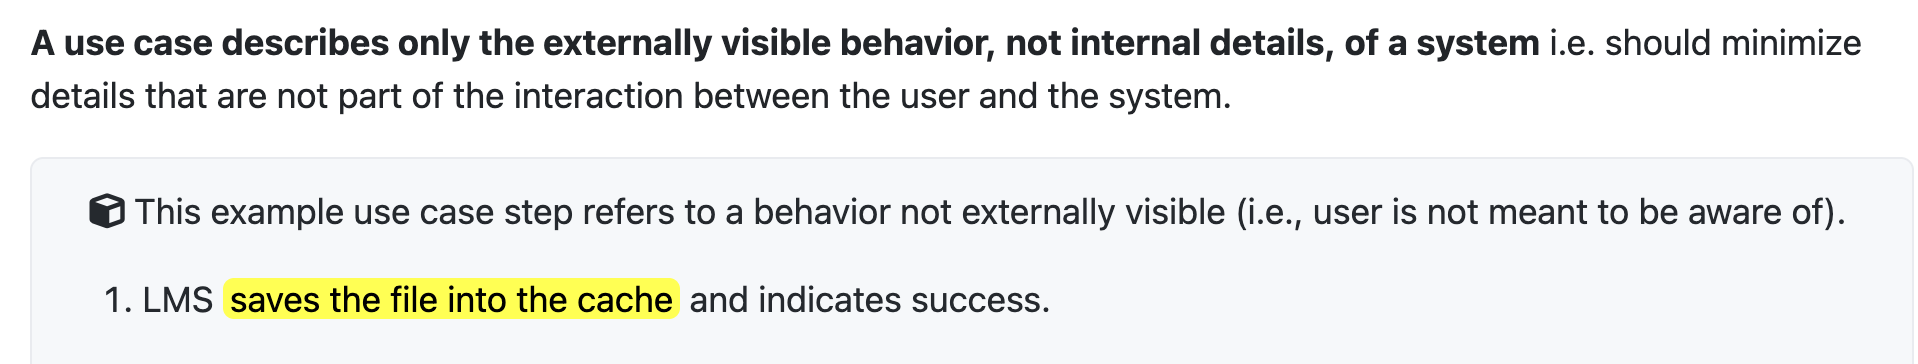 A use case describes only the externally visible behavior, not internal details, of a system i.e. should minimize
details that are not part of the interaction between the user and the system.
This example use case step refers to a behavior not externally visible (i.e., user is not meant to be aware of).
1. LMS saves the file into the cache and indicates success.